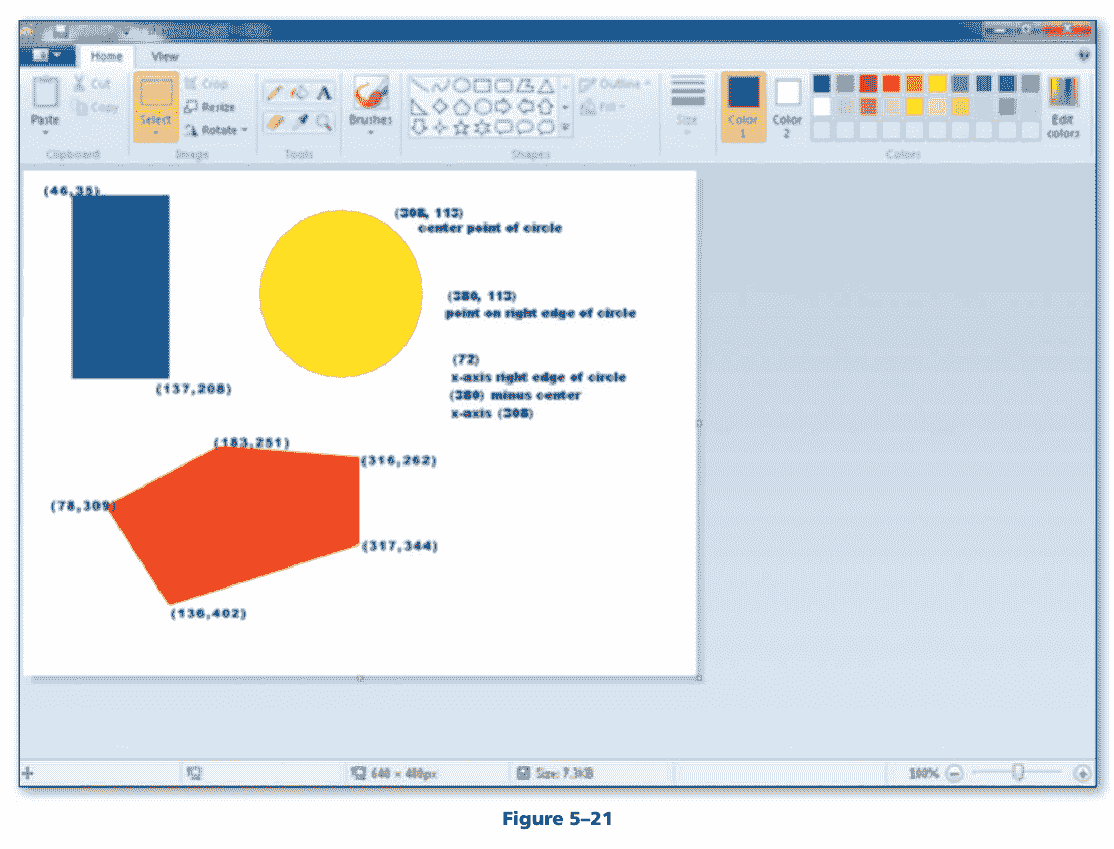 Home View
Paste
Cut
Copy
Clipboard
Select
Crop
Resize
Rotate
Image
Tools
Brushes
Shapes
Outline
Fill
Size
Color 1
Color 2
Edit colors
Colors
(46,35)
(137,208)
(308, 113)
center point of circle
(380, 113)
point on right edge of circle
(72)
x-axis right edge of circle
(380) minus center
x-axis (308)
(183,251)
(316,262)
(78,309)
(317,344)
(136,402)
640 × 480px
Size: 7.3KB
100%
Figure 5–21